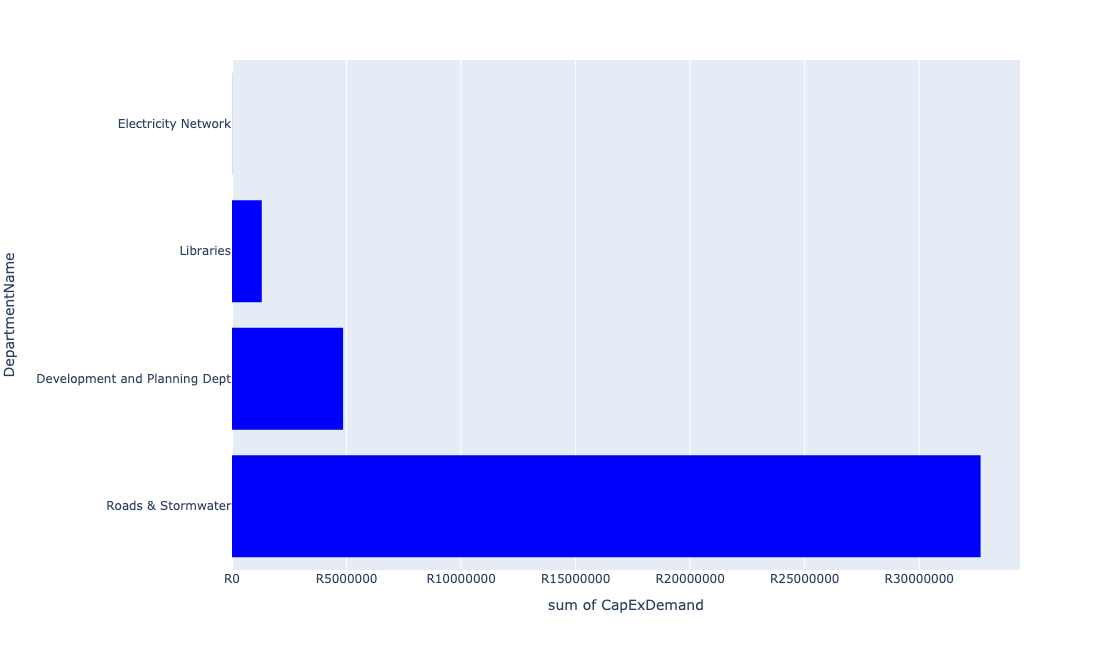 Electricity Network
Libraries
Development and Planning Dept
Roads & Stormwater
DepartmentName
R0 R5000000 R10000000 R15000000 R20000000 R25000000 R30000000
sum of CapExDemand